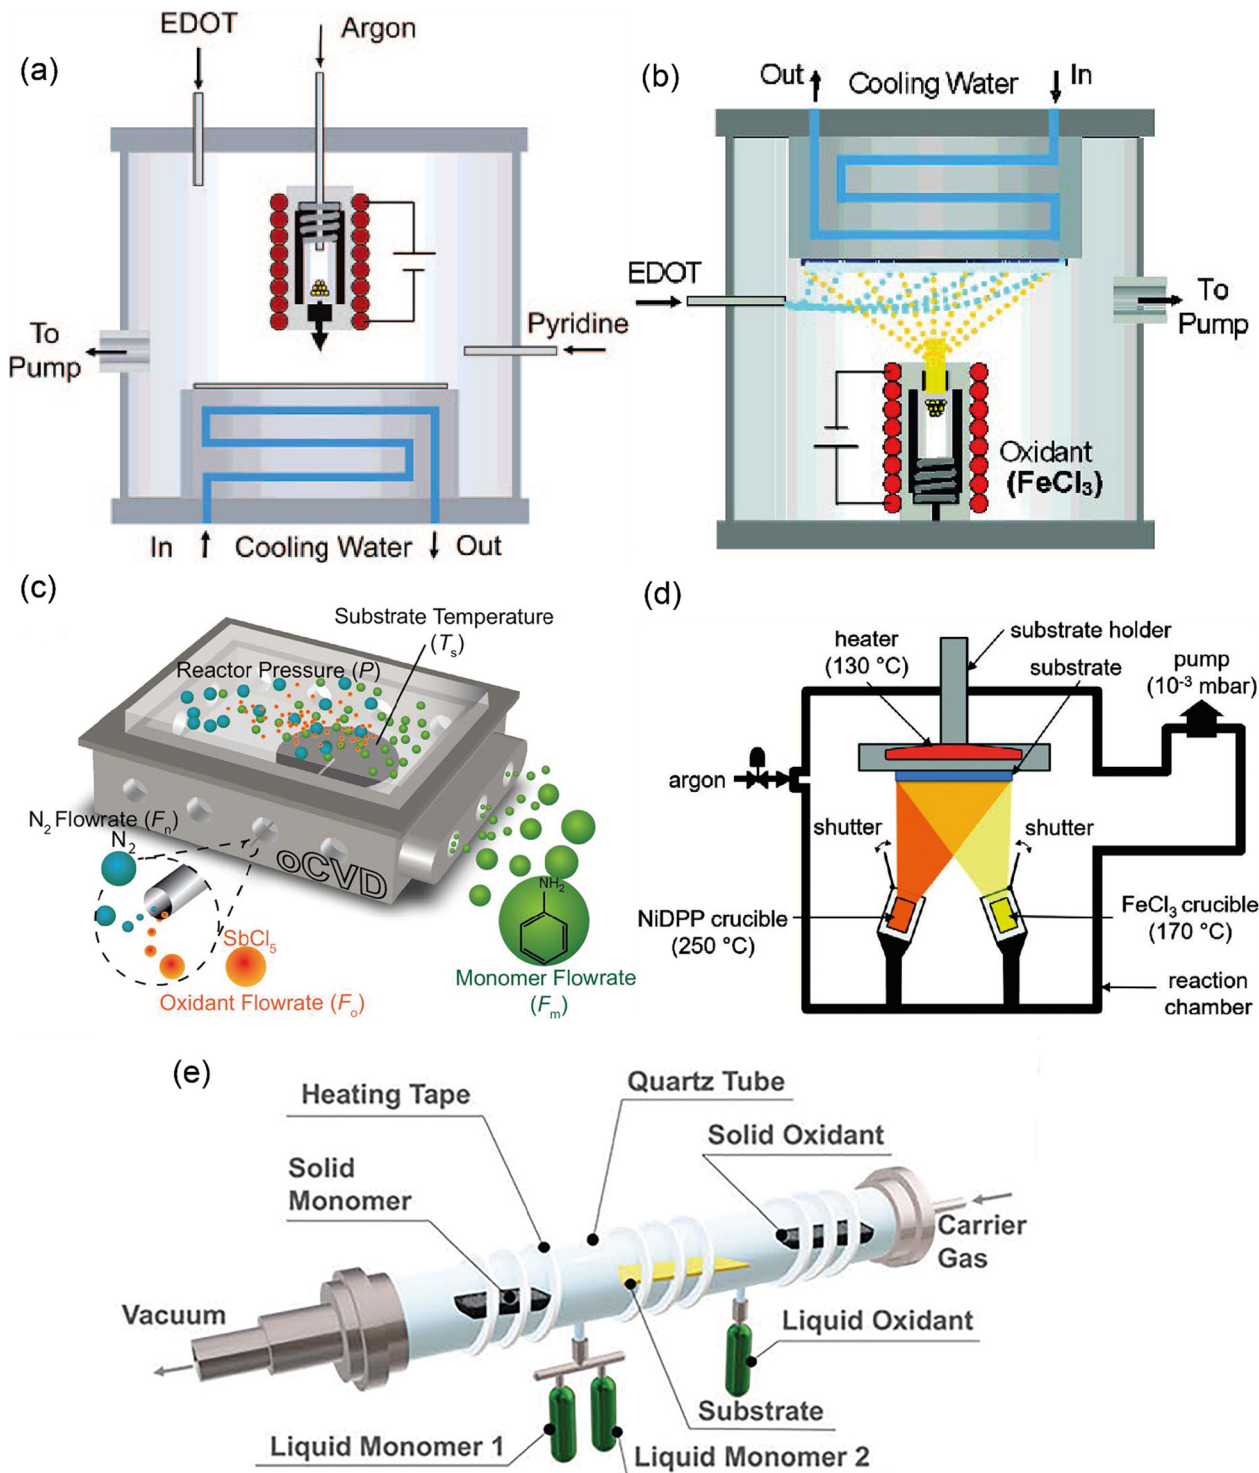 (a)
EDOT
Argon
To
Pump
Pyridine
In
Cooling Water
Out
(b)
Out
Cooling Water
In
EDOT
To
Pump
Oxidant
(FeCl₃)
(c)
Substrate Temperature
(Tₛ)
Reactor Pressure (P)
N₂ Flowrate (Fₙ)
N₂
oCVD
SbCl₅
Oxidant Flowrate (Fₒ)
NH₂
Monomer Flowrate
(Fₘ)
(d)
heater
(130 °C)
substrate holder
substrate
pump
(10⁻³ mbar)
argon
shutter
shutter
NiDPP crucible
(250 °C)
FeCl₃ crucible
(170 °C)
reaction
chamber
(e)
Heating Tape
Quartz Tube
Solid Oxidant
Solid
Monomer
Carrier
Gas
Vacuum
Liquid Oxidant
Substrate
Liquid Monomer 1
Liquid Monomer 2